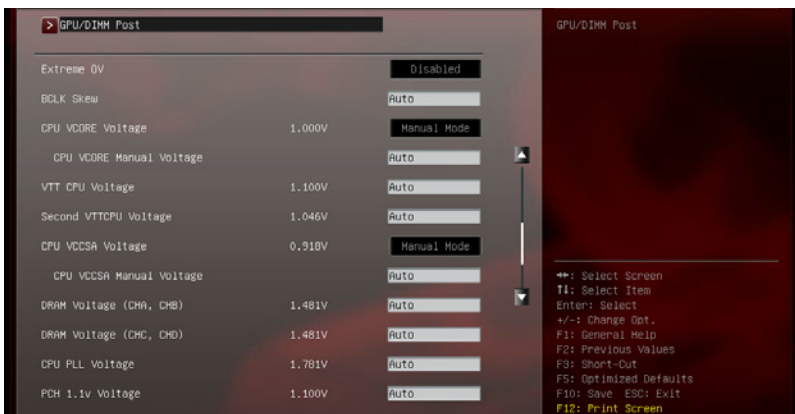 GPU/DIMM Post
GPU/DIMM Post
Extreme OV Disabled
BCLK Skew Auto
CPU VCORE Voltage 1.000V Manual Mode
CPU VCORE Manual Voltage Auto
VTT CPU Voltage 1.100V Auto
Second VTTCPU Voltage 1.046V Auto
CPU VCCSA Voltage 0.918V Manual Mode
CPU VCCSA Manual Voltage Auto
DRAM Voltage (CHA, CHB) 1.481V Auto
DRAM Voltage (CHC, CHD) 1.481V Auto
CPU PLL Voltage 1.781V Auto
PCH 1.1v Voltage 1.100V Auto
↔: Select Screen
↑↓: Select Item
Enter: Select
+/-: Change Opt.
F1: General Help
F2: Previous Values
F3: Short-Cut
F5: Optimized Defaults
F10: Save ESC: Exit
F12: Print Screen